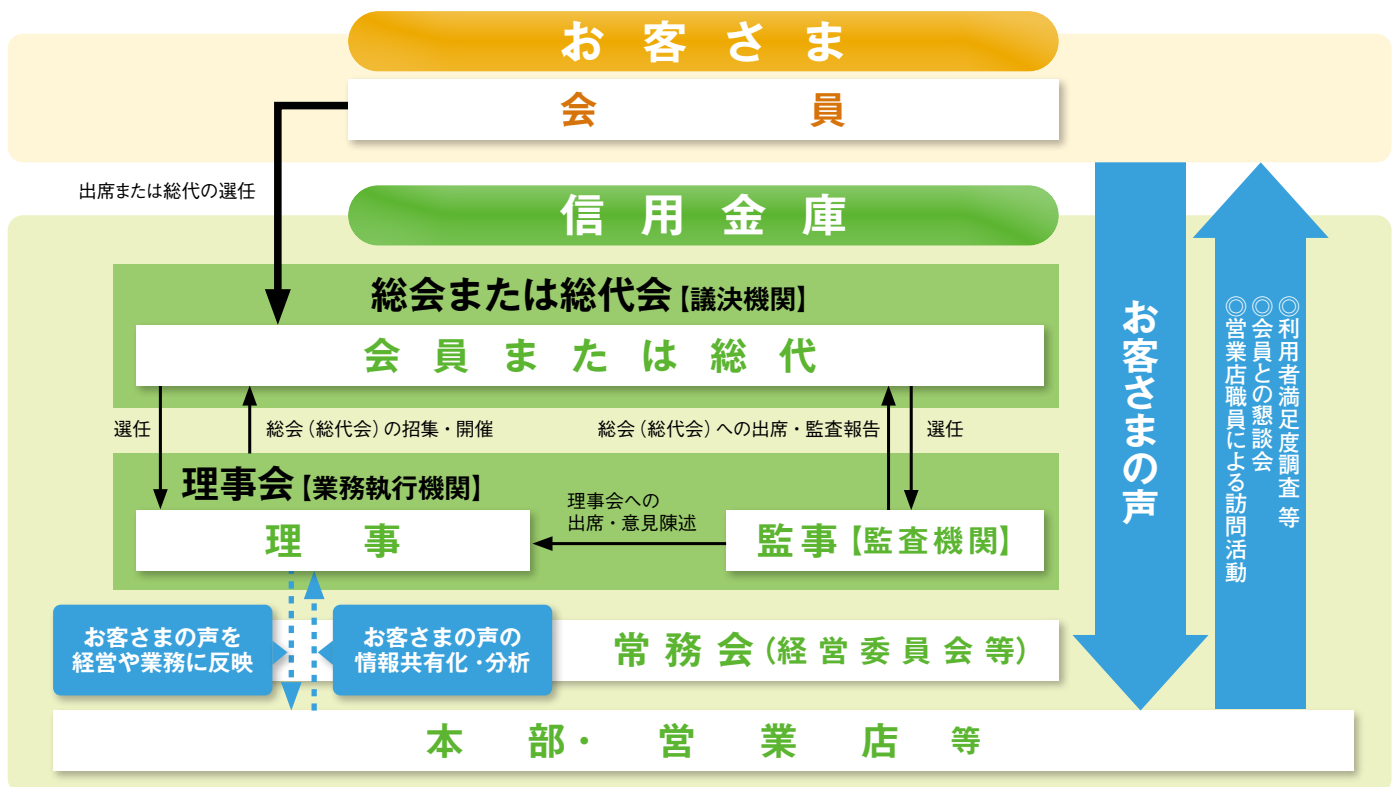 お客さま
会員
出席または総代の選任
信用金庫
総会または総代会【議決機関】
会員または総代
選任
総会(総代会)の招集・開催
総会(総代会)への出席・監査報告
選任
理事会【業務執行機関】
理事
理事会への
出席・意見陳述
監事【監査機関】
お客さまの声を
経営や業務に反映
お客さまの声の
情報共有化・分析
常務会(経営委員会等)
本部・営業店等
お客さまの声
◎利用者満足度調査 等
◎会員との懇談会
◎営業店職員による訪問活動